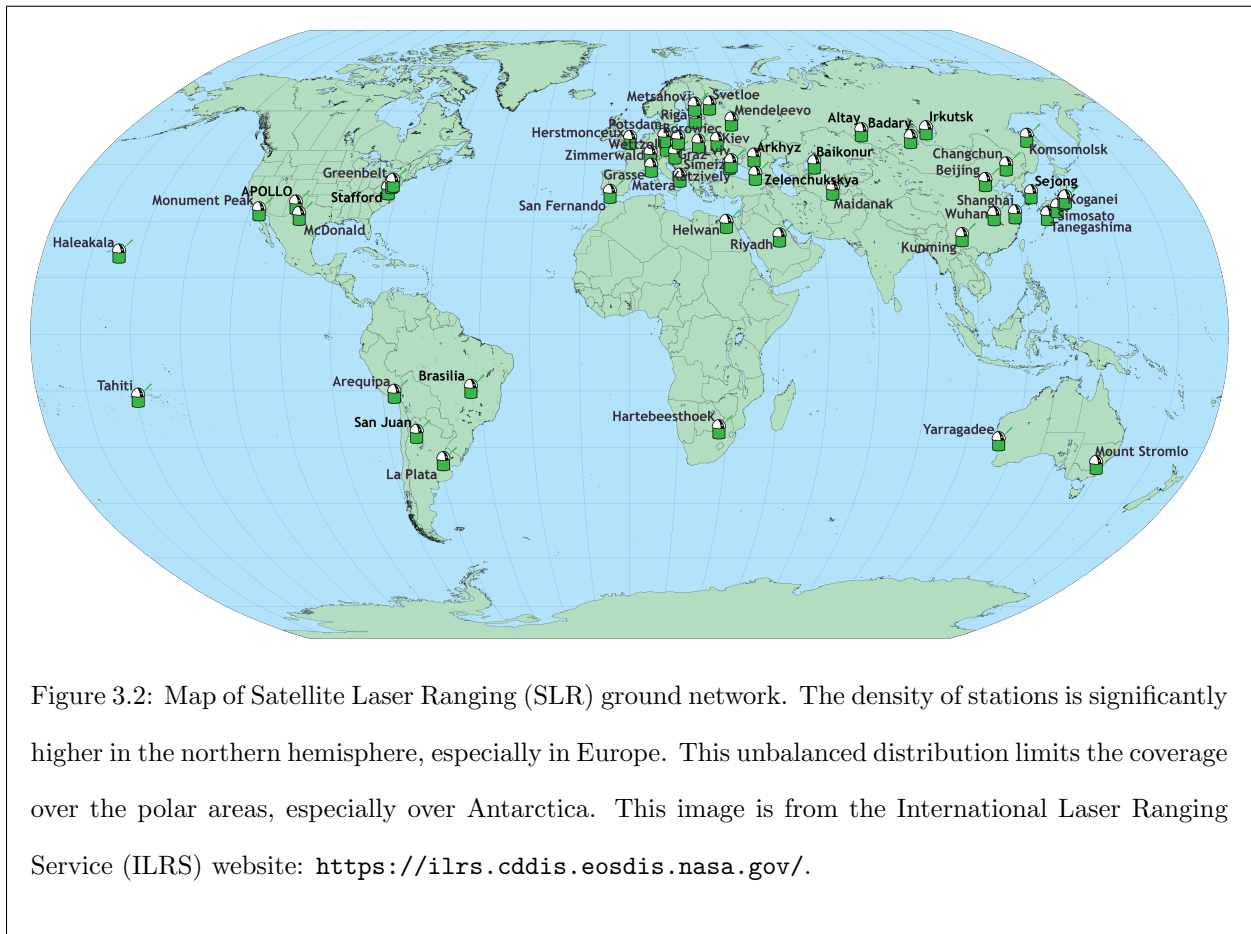 Metsahovi
Svetloe
Riga
Mendeleevo
Potsdam
Borowiec
Herstmonceux
Wettzell
Lviv
Kiev
Zimmerwald
Graz
Simeiz
Arkhyz
Grasse
Katzively
Matera
Zelenchukskya
San Fernando
Altay
Badary
Irkutsk
Baikonur
Changchun
Komsomolsk
Beijing
Maidanak
Sejong
Shanghai
Koganei
Wuhan
Simosato
Tanegashima
Kunming
Greenbelt
APOLLO
Stafford
Monument Peak
McDonald
Haleakala
Helwan
Riyadh
Tahiti
Arequipa
Brasilia
San Juan
La Plata
Hartebeesthoek
Yarragadee
Mount Stromlo
Figure 3.2: Map of Satellite Laser Ranging (SLR) ground network. The density of stations is significantly
higher in the northern hemisphere, especially in Europe. This unbalanced distribution limits the coverage
over the polar areas, especially over Antarctica. This image is from the International Laser Ranging
Service (ILRS) website: https://ilrs.cddis.eosdis.nasa.gov/.